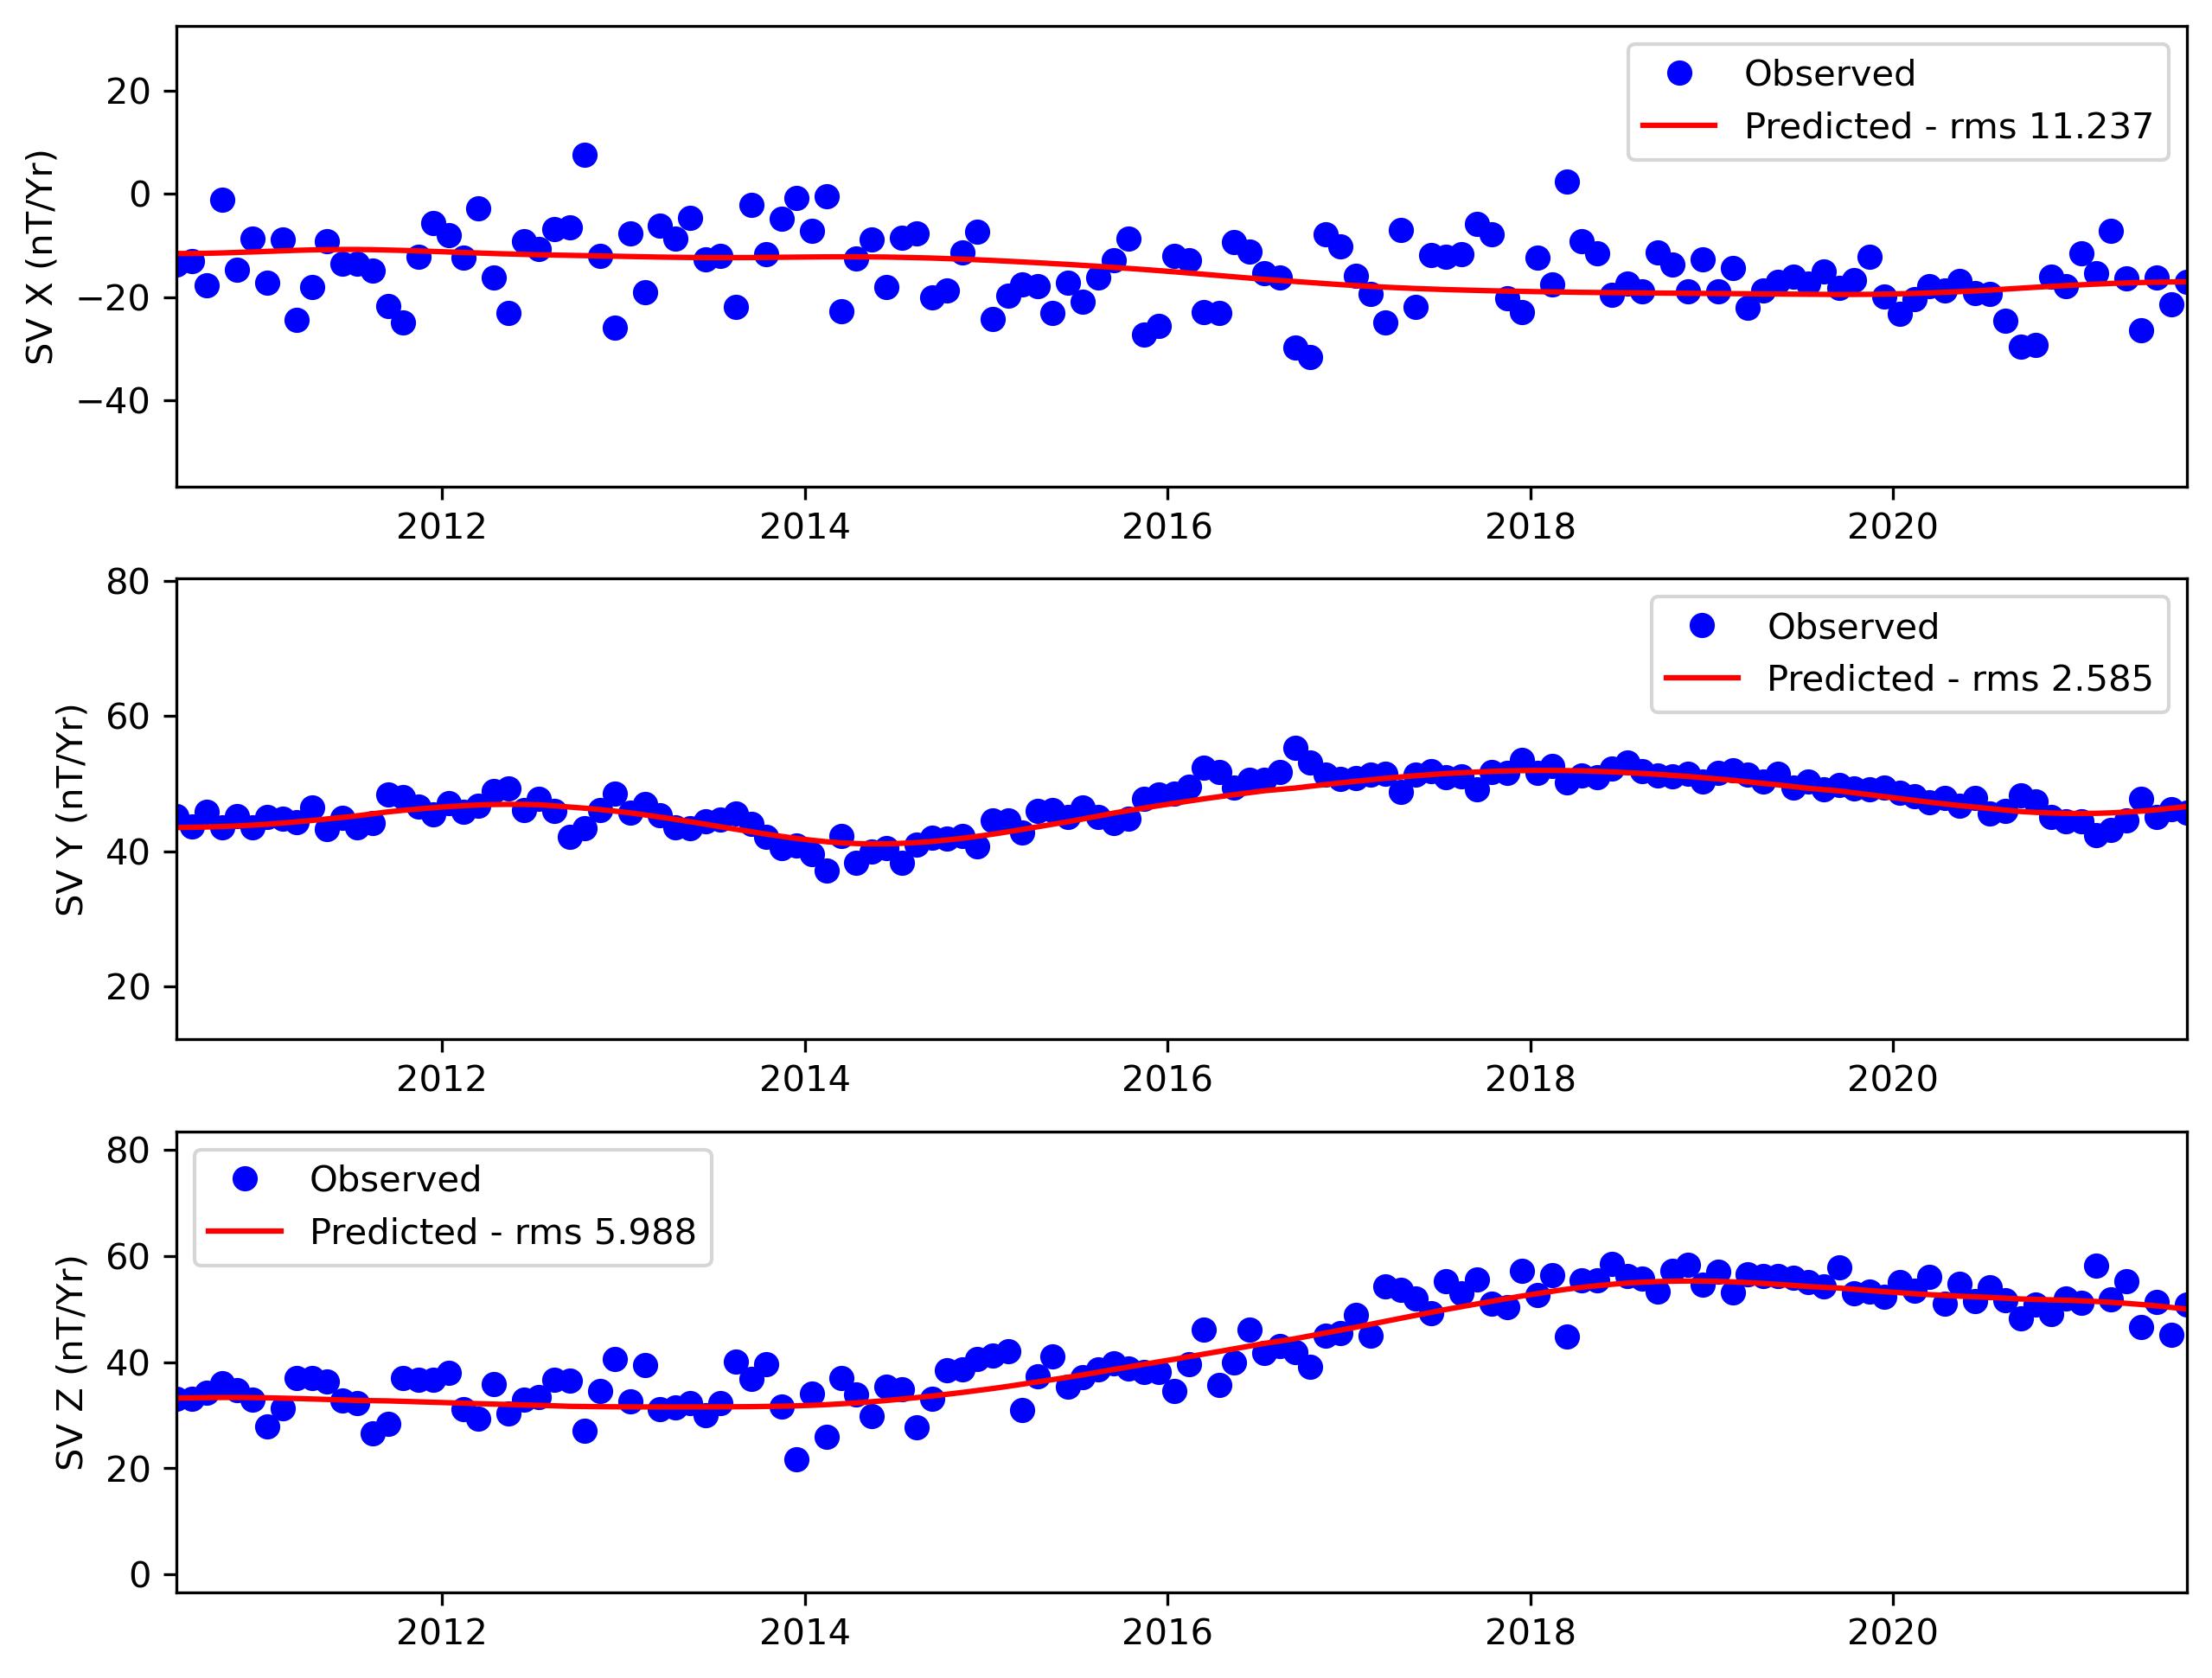 20
0
−20
−40
SV X (nT/Yr)
Observed
Predicted - rms 11.237
2012 2014 2016 2018 2020
80
60
40
20
SV Y (nT/Yr)
Observed
Predicted - rms 2.585
2012 2014 2016 2018 2020
80
60
40
20
0
SV Z (nT/Yr)
Observed
Predicted - rms 5.988
2012 2014 2016 2018 2020